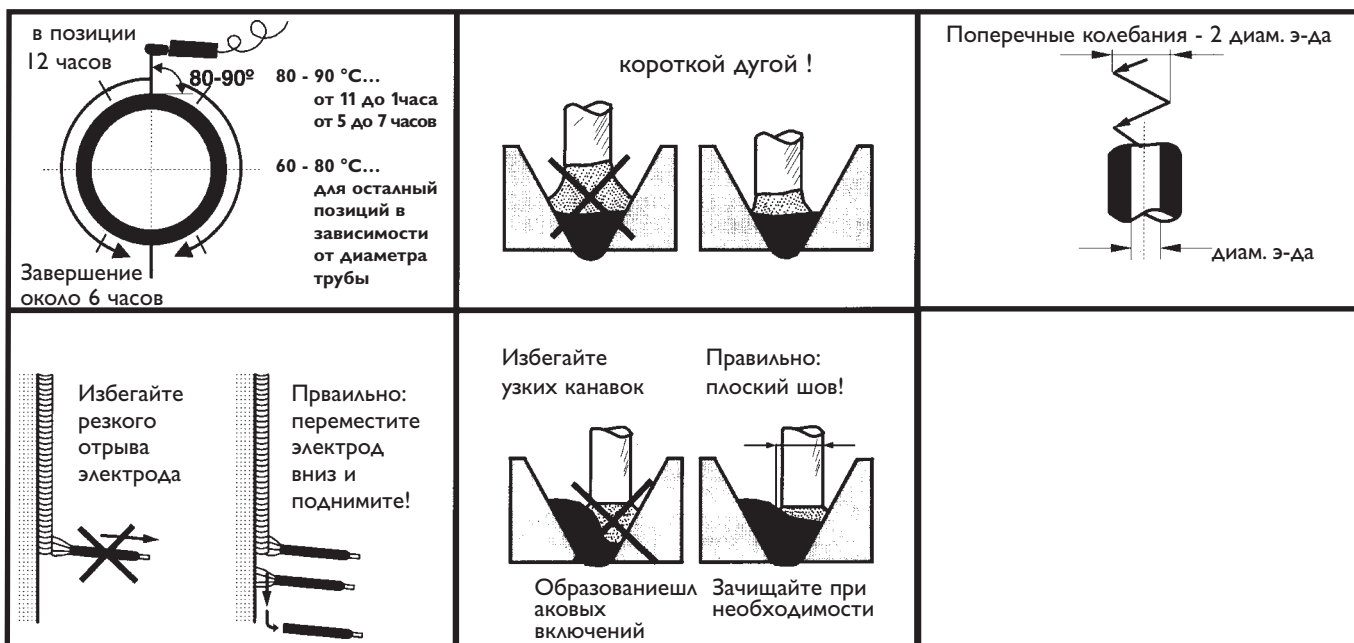 в позиции
12 часов
80-90º
80 - 90 °C...
от 11 до 1часа
от 5 до 7 часов
60 - 80 °C...
для осталный
позиций в
зависимости
от диаметра
трубы
Завершение
около 6 часов
короткой дугой !
Поперечные колебания - 2 диам. э-да
диам. э-да
Избегайте
резкого
отрыва
электрода
Прваильно:
переместите
электрод
вниз и
поднимите!
Избегайте
узких канавок
Правильно:
плоский шов!
Образованиешл
аковых
включений
Зачищайте при
необходимости